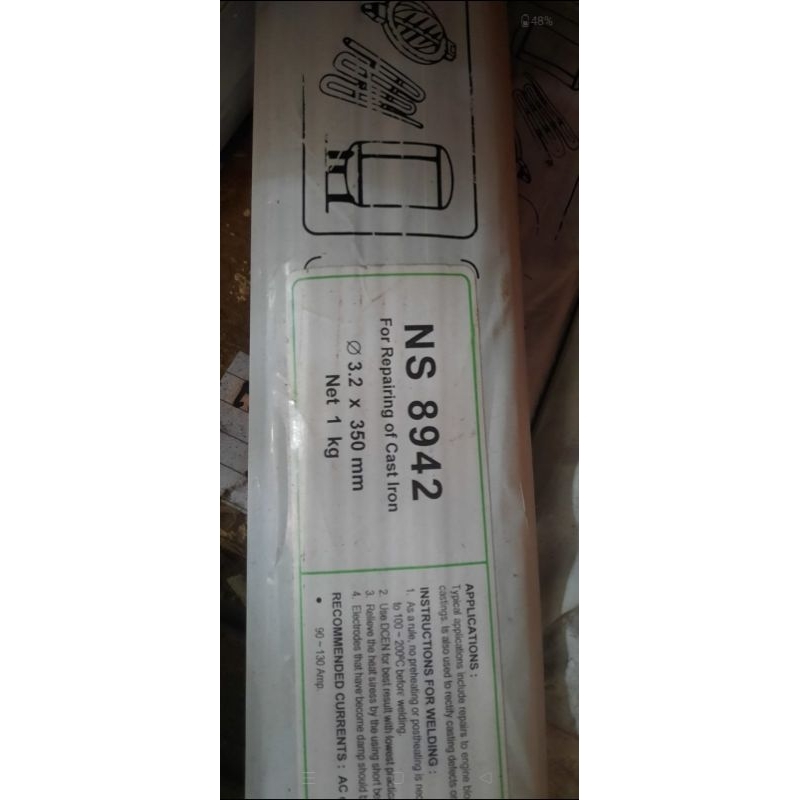 48%
NS 8942
For Repairing of Cast Iron
Ø 3.2 x 350 mm
Net 1 kg
APPLICATIONS :
Typical applications include repairs to engine
castings. Is also used to rectify casting defects
INSTRUCTIONS FOR WELDING :
1. As a rule, no preheating or postheating is
to 100 – 200ºC before welding.
2. Use DCEN for best result with lowest
3. Relieve the heat stress by the using short
4. Electrodes that have become damp should
RECOMMENDED CURRENTS : AC
• 90 – 130 Amp.